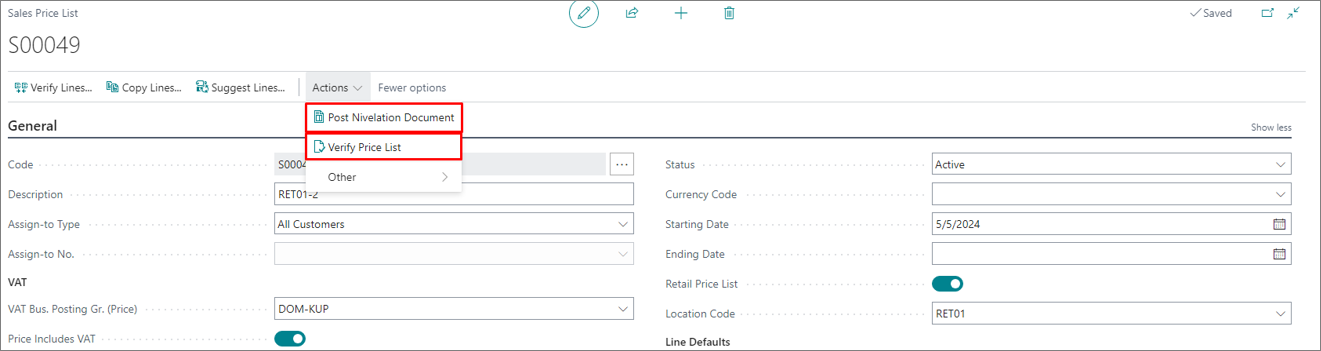 Sales Price List
Saved
S00049
Verify Lines... Copy Lines... Suggest Lines... Actions Fewer options
Post Nivelation Document
Verify Price List
Other
General
Show less
Code
S0004
Description
RET01-2
Assign-to Type
All Customers
Assign-to No.
VAT
VAT Bus. Posting Gr. (Price)
DOM-KUP
Price Includes VAT
Status
Active
Currency Code
Starting Date
5/5/2024
Ending Date
Retail Price List
Location Code
RET01
Line Defaults